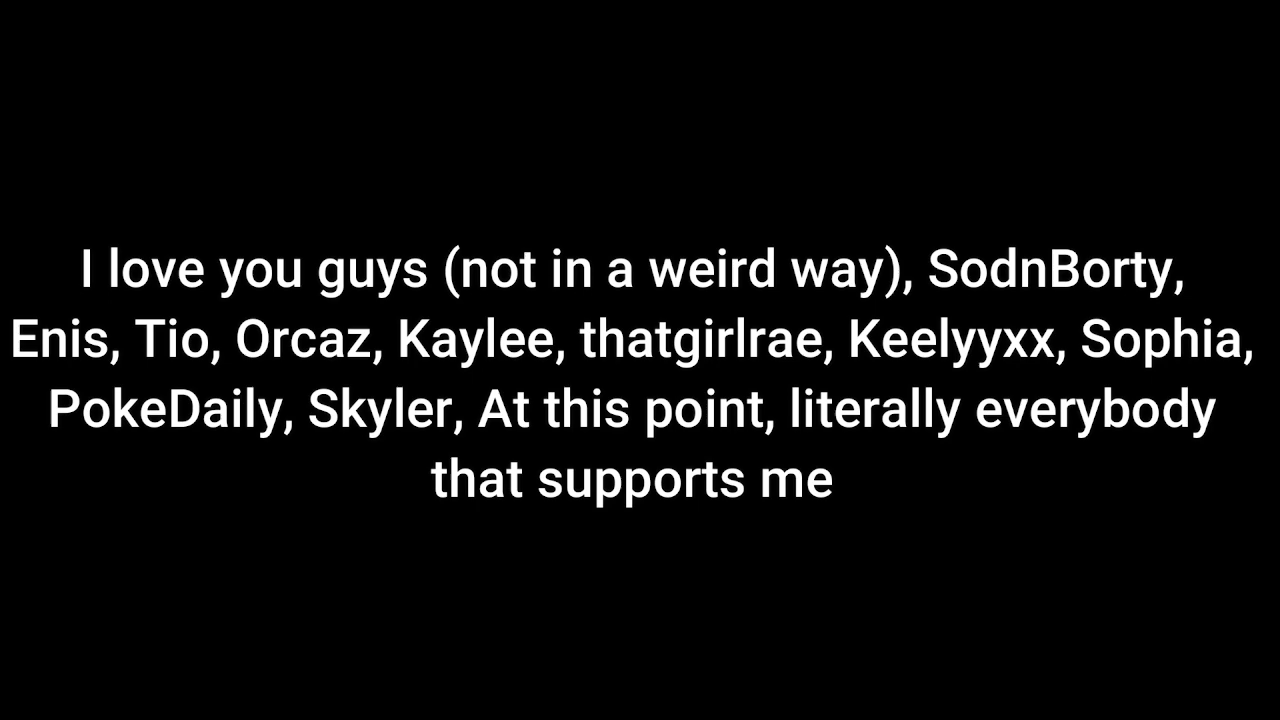 I love you guys (not in a weird way), SodnBorty,
Enis, Tio, Orcaz, Kaylee, thatgirlrae, Keelyyxx, Sophia,
PokeDaily, Skyler, At this point, literally everybody
that supports me